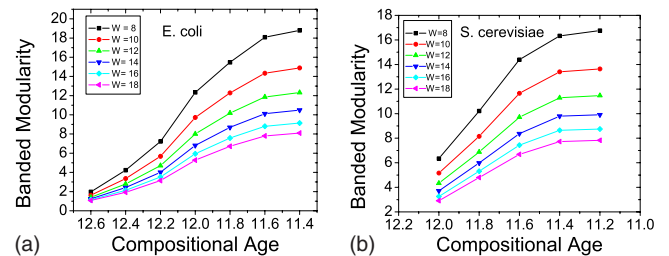 E. coli
W = 8
W =10
W =12
W = 14
W = 16
W = 18
Banded Modularity
20
18
16
14
12
10
8
6
4
2
0
12.6 12.4 12.2 12.0 11.8 11.6 11.4
Compositional Age
(a)
S. cerevisiae
W=8
W=10
W=12
W=14
W=16
W=18
Banded Modularity
18
16
14
12
10
8
6
4
2
12.2 12.0 11.8 11.6 11.4 11.2 11.0
Compositional Age
(b)